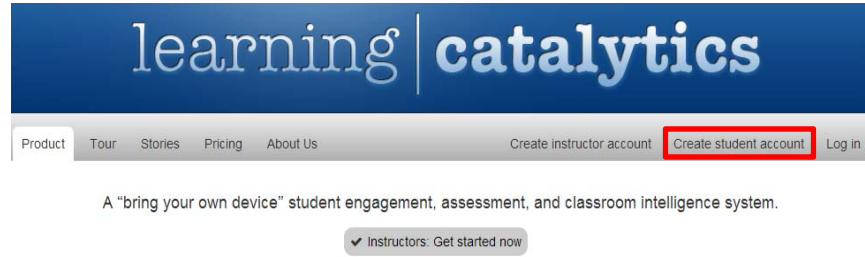 learning catalytics
Product Tour Stories Pricing About Us Create instructor account Create student account Log in
A “bring your own device” student engagement, assessment, and classroom intelligence system.
✔ Instructors: Get started now